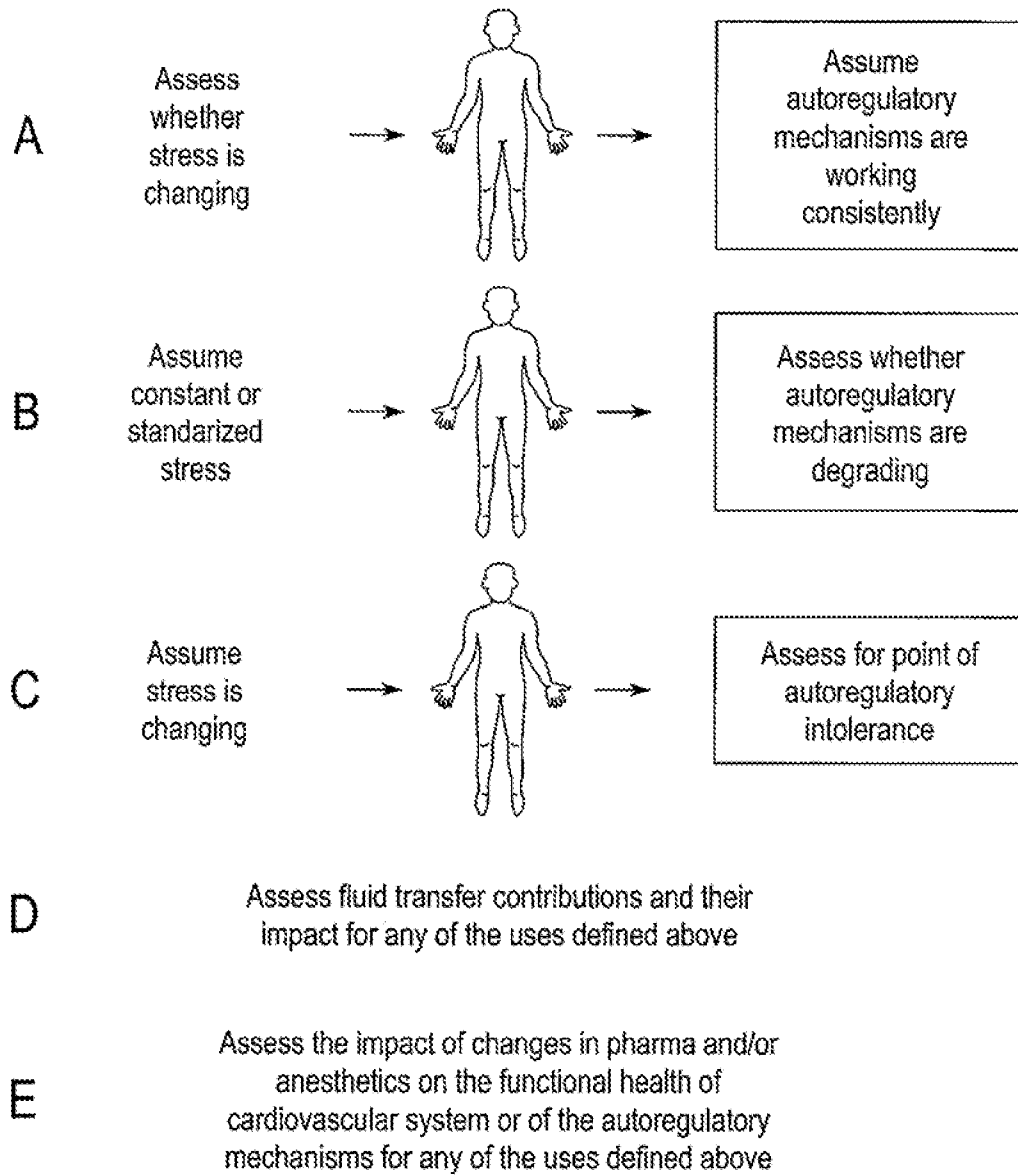 A
Assess
whether
stress is
changing
Assume
autoregulatory
mechanisms are
working
consistently
B
Assume
constant or
standarized
stress
Assess whether
autoregulatory
mechanisms are
degrading
C
Assume
stress is
changing
Assess for point of
autoregulatory
intolerance
D
Assess fluid transfer contributions and their
impact for any of the uses defined above
E
Assess the impact of changes in pharma and/or
anesthetics on the functional health of
cardiovascular system or of the autoregulatory
mechanisms for any of the uses defined above